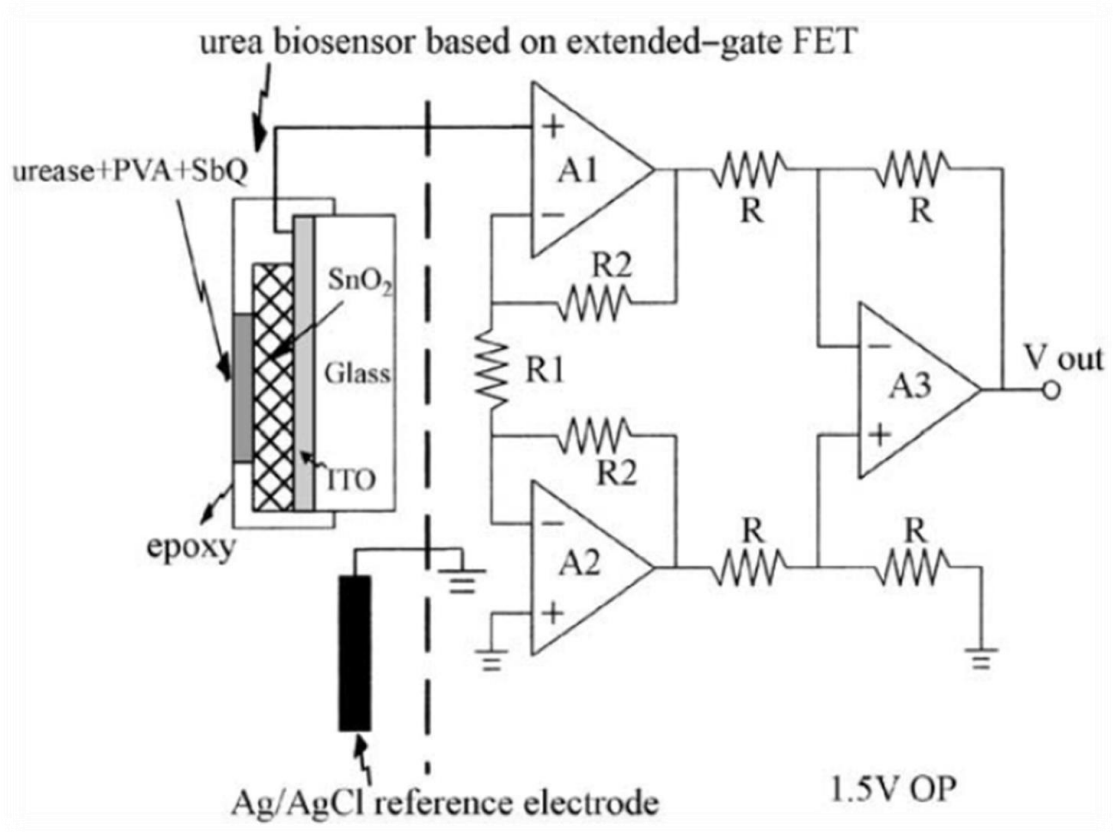 urea biosensor based on extended-gate FET
urease+PVA+SbQ
+
A1
−
R
R
R2
SnO₂
R1
Glass
−
A3
+
V out
R2
ITO
epoxy
−
A2
+
R
R
Ag/AgCl reference electrode
1.5V OP